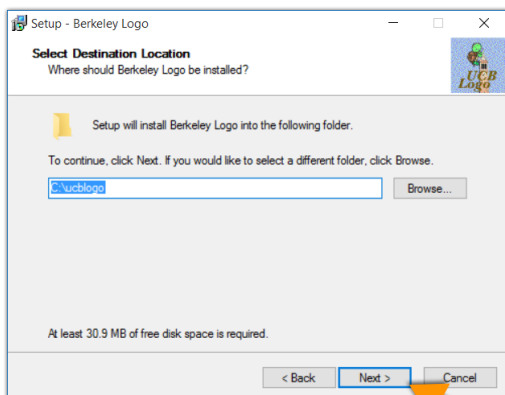 Setup - Berkeley Logo
Select Destination Location
Where should Berkeley Logo be installed?
UCB
Logo
Setup will install Berkeley Logo into the following folder.
To continue, click Next. If you would like to select a different folder, click Browse.
C:\ucblogo
Browse...
At least 30.9 MB of free disk space is required.
< Back
Next >
Cancel